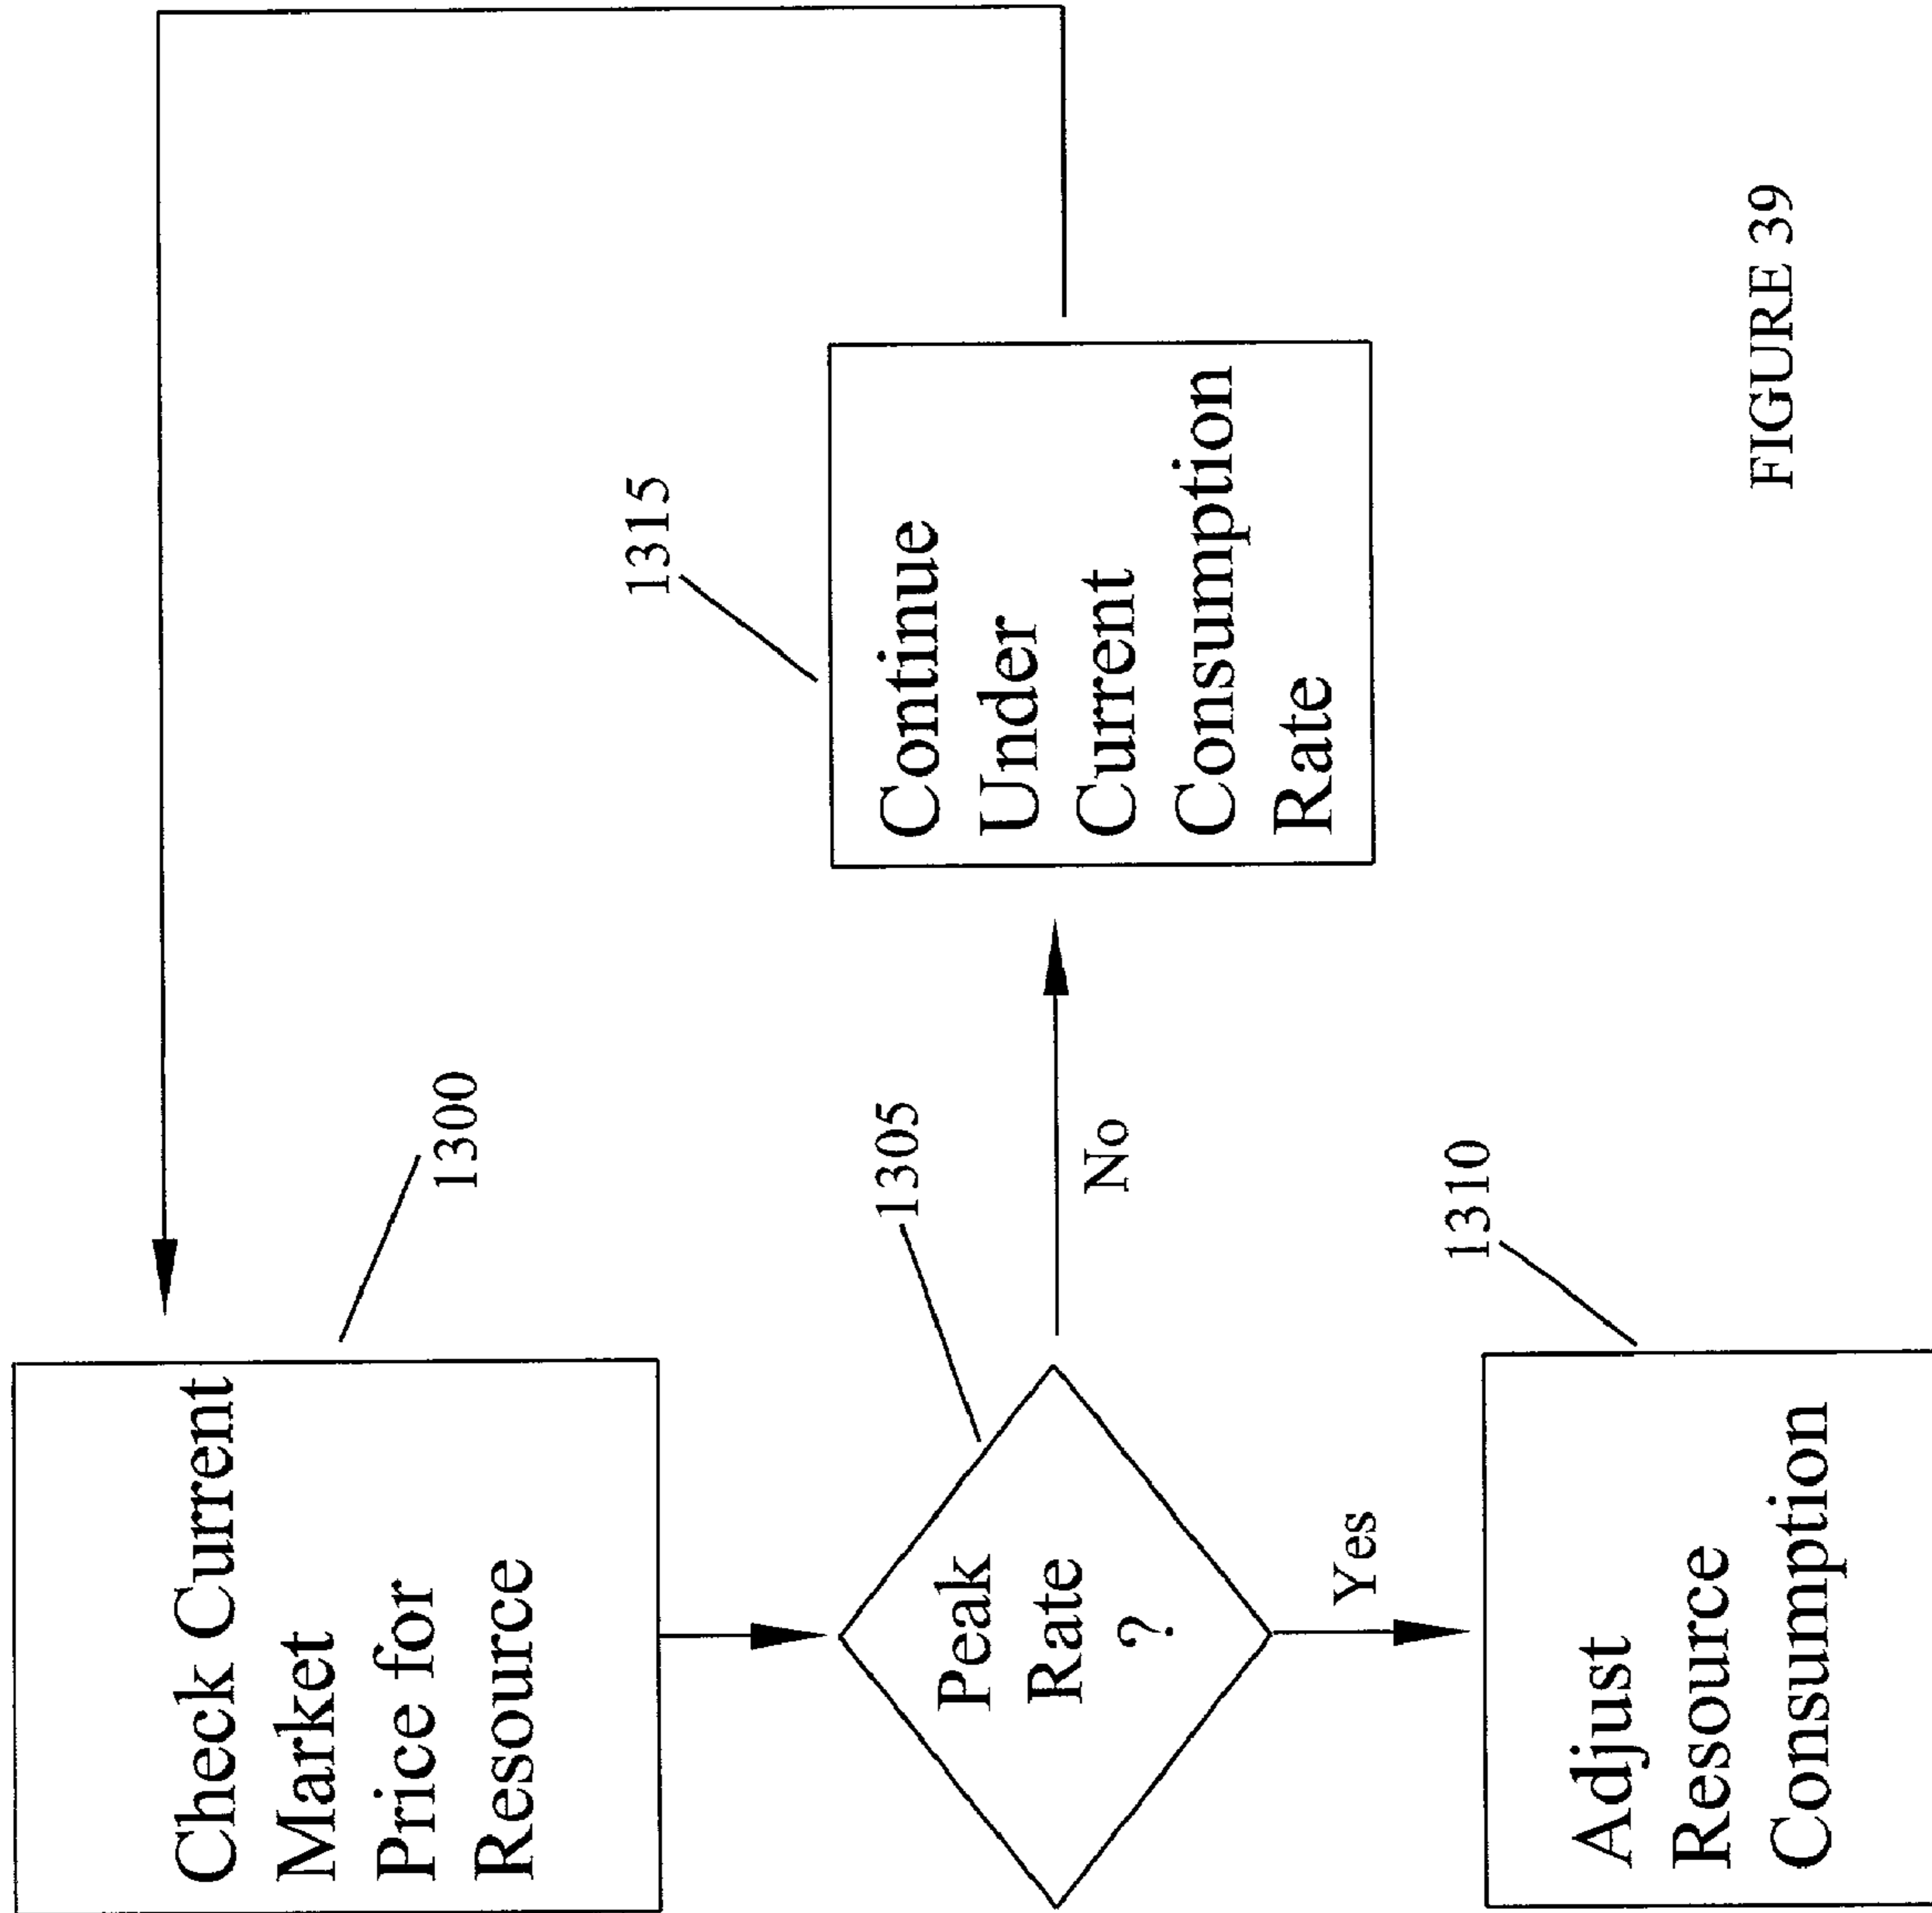 Check Current
Market
Price for
Resource
1300
Peak
Rate
?
1305
No
Yes
Continue
Under
Current
Consumption
Rate
1315
Adjust
Resource
Consumption
1310
FIGURE 39